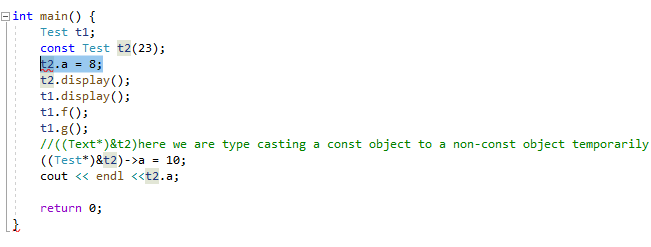 int main() {
Test t1;
const Test t2(23);
t2.a = 8;
t2.display();
t1.display();
t1.f();
t1.g();
//((Text*)&t2)here we are type casting a const object to a non-const object temporarily
((Test*)&t2)->a = 10;
cout << endl <<t2.a;
return 0;
}